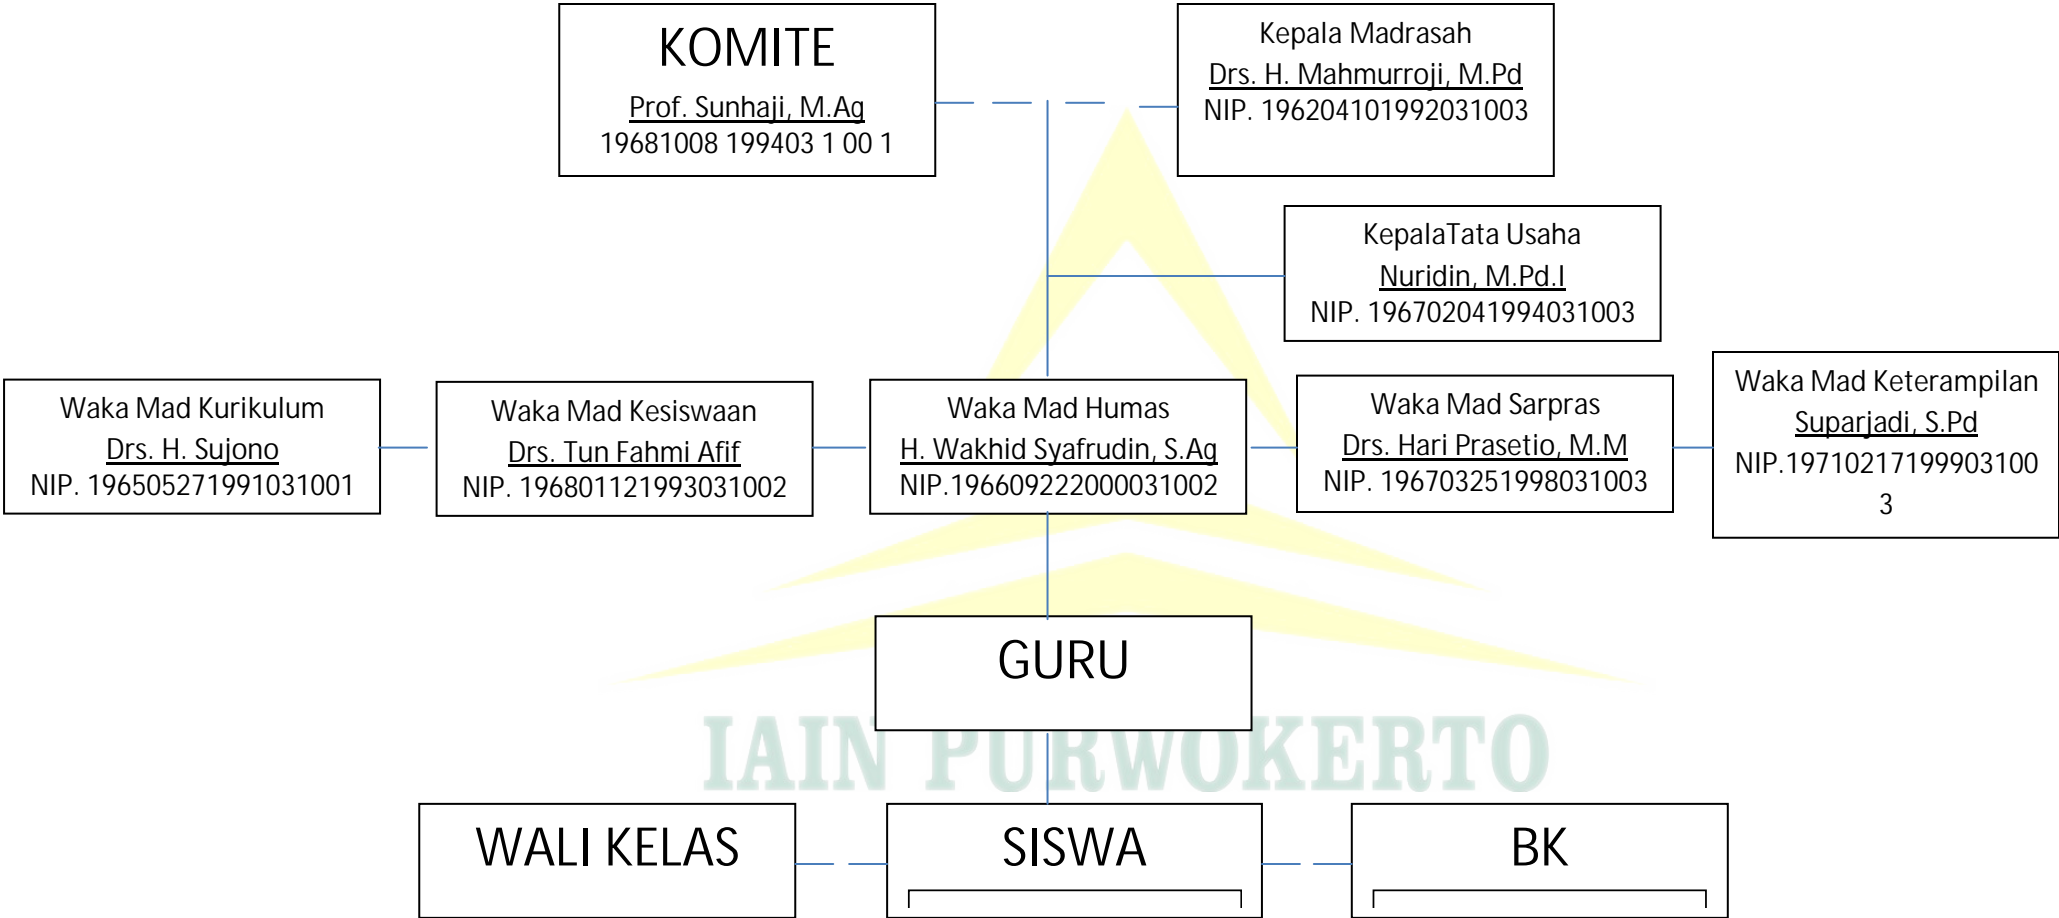 KOMITE
Prof. Sunhaji, M.Ag
19681008 199403 1 00 1
Kepala Madrasah
Drs. H. Mahmurroji, M.Pd
NIP. 196204101992031003
KepalaTata Usaha
Nuridin, M.Pd.I
NIP. 196702041994031003
Waka Mad Kurikulum
Drs. H. Sujono
NIP. 196505271991031001
Waka Mad Kesiswaan
Drs. Tun Fahmi Afif
NIP. 196801121993031002
Waka Mad Humas
H. Wakhid Syafrudin, S.Ag
NIP.196609222000031002
Waka Mad Sarpras
Drs. Hari Prasetio, M.M
NIP. 196703251998031003
Waka Mad Keterampilan
Suparjadi, S.Pd
NIP.19710217199903100
3
GURU
IAIN PURWOKERTO
WALI KELAS
SISWA
BK